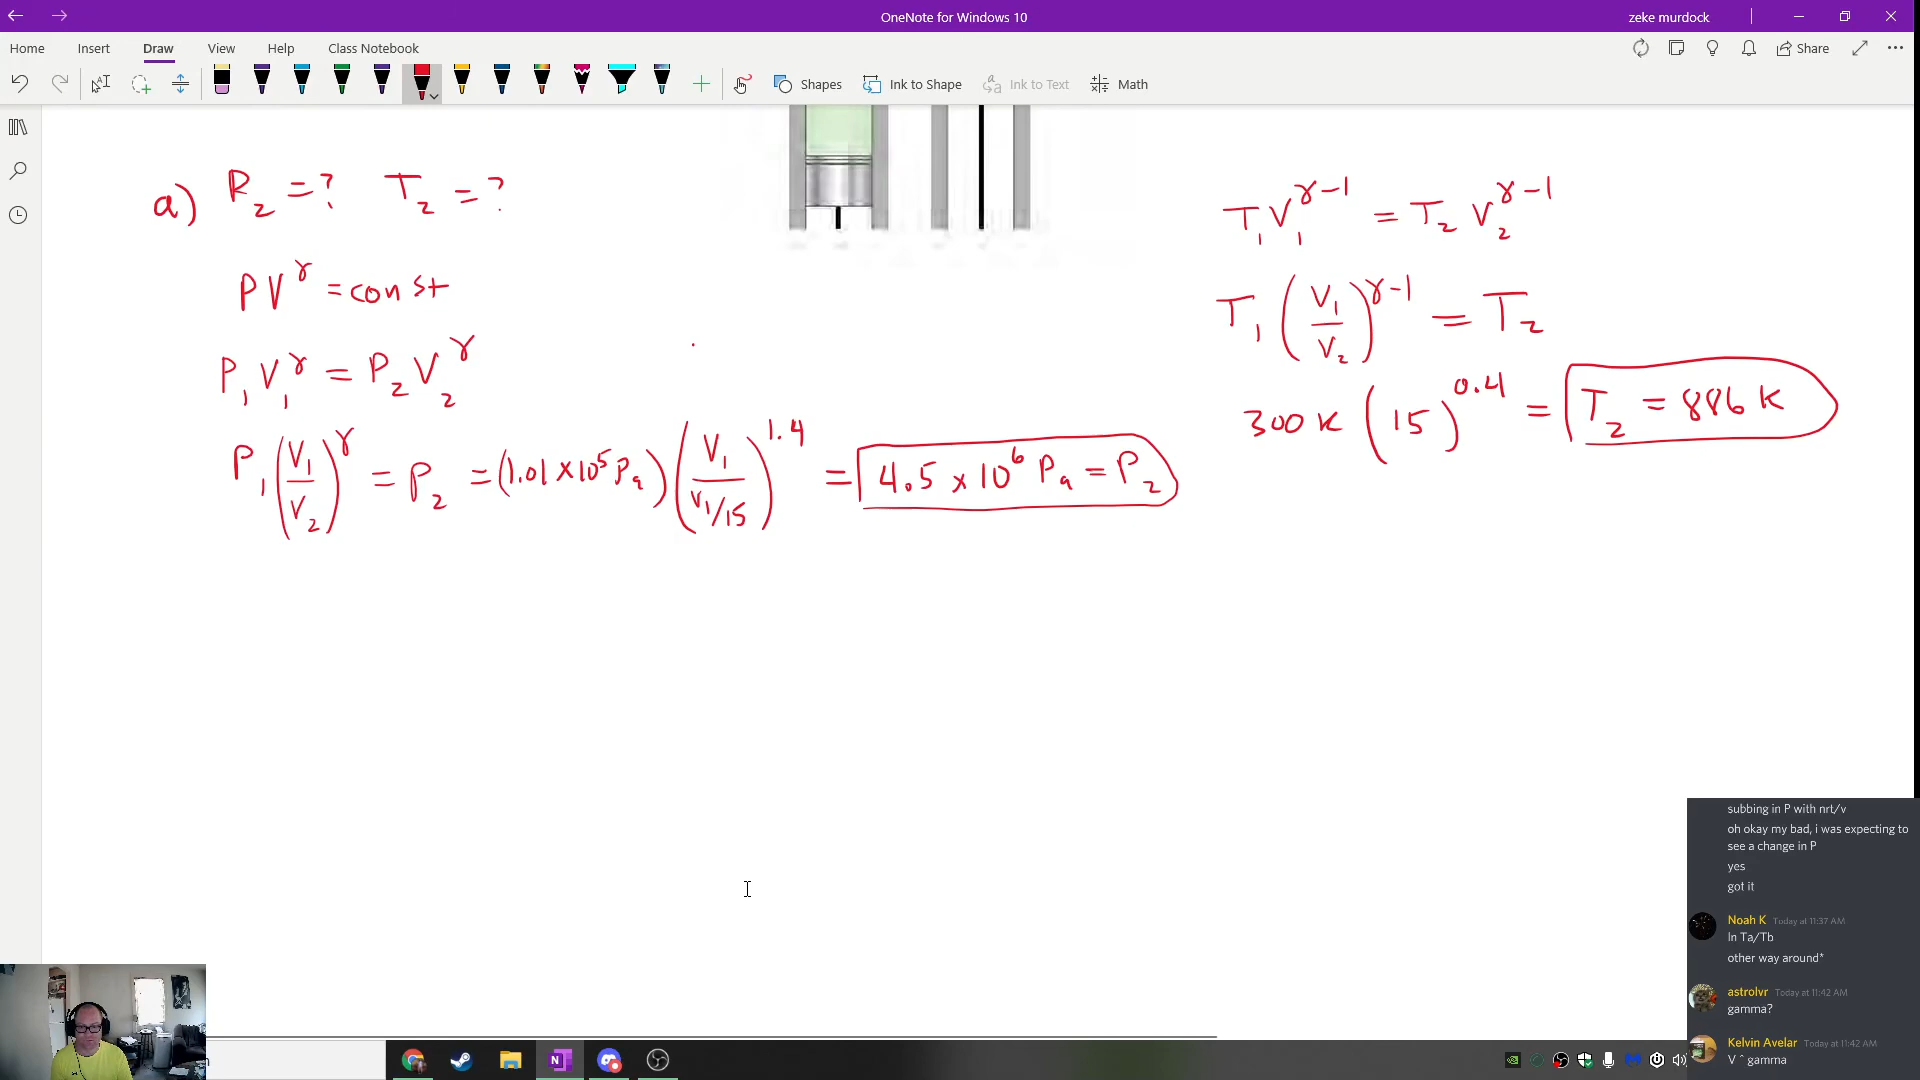 OneNote for Windows 10
zeke murdock
Home Insert Draw View Help Class Notebook
Share
Shapes Ink to Shape Ink to Text Math
a) P₂ = ? T₂ = ?
PV^γ = const
P₁V₁^γ = P₂V₂^γ
P₁(V₁/V₂)^γ = P₂ = (1.01 × 10⁵ Pa)(V₁/(V₁/15))^1.4 = 4.5 × 10⁶ Pa = P₂
T₁V₁^γ-1 = T₂V₂^γ-1
T₁(V₁/V₂)^γ-1 = T₂
300 K (15)^0.4 = T₂ = 886 K
subbing in P with nrt/v
oh okay my bad, i was expecting to
see a change in P
yes
got it
Noah K Today at 11:37 AM
ln Ta/Tb
other way around*
astrolvr Today at 11:42 AM
gamma?
Kelvin Avelar Today at 11:42 AM
V ^ gamma